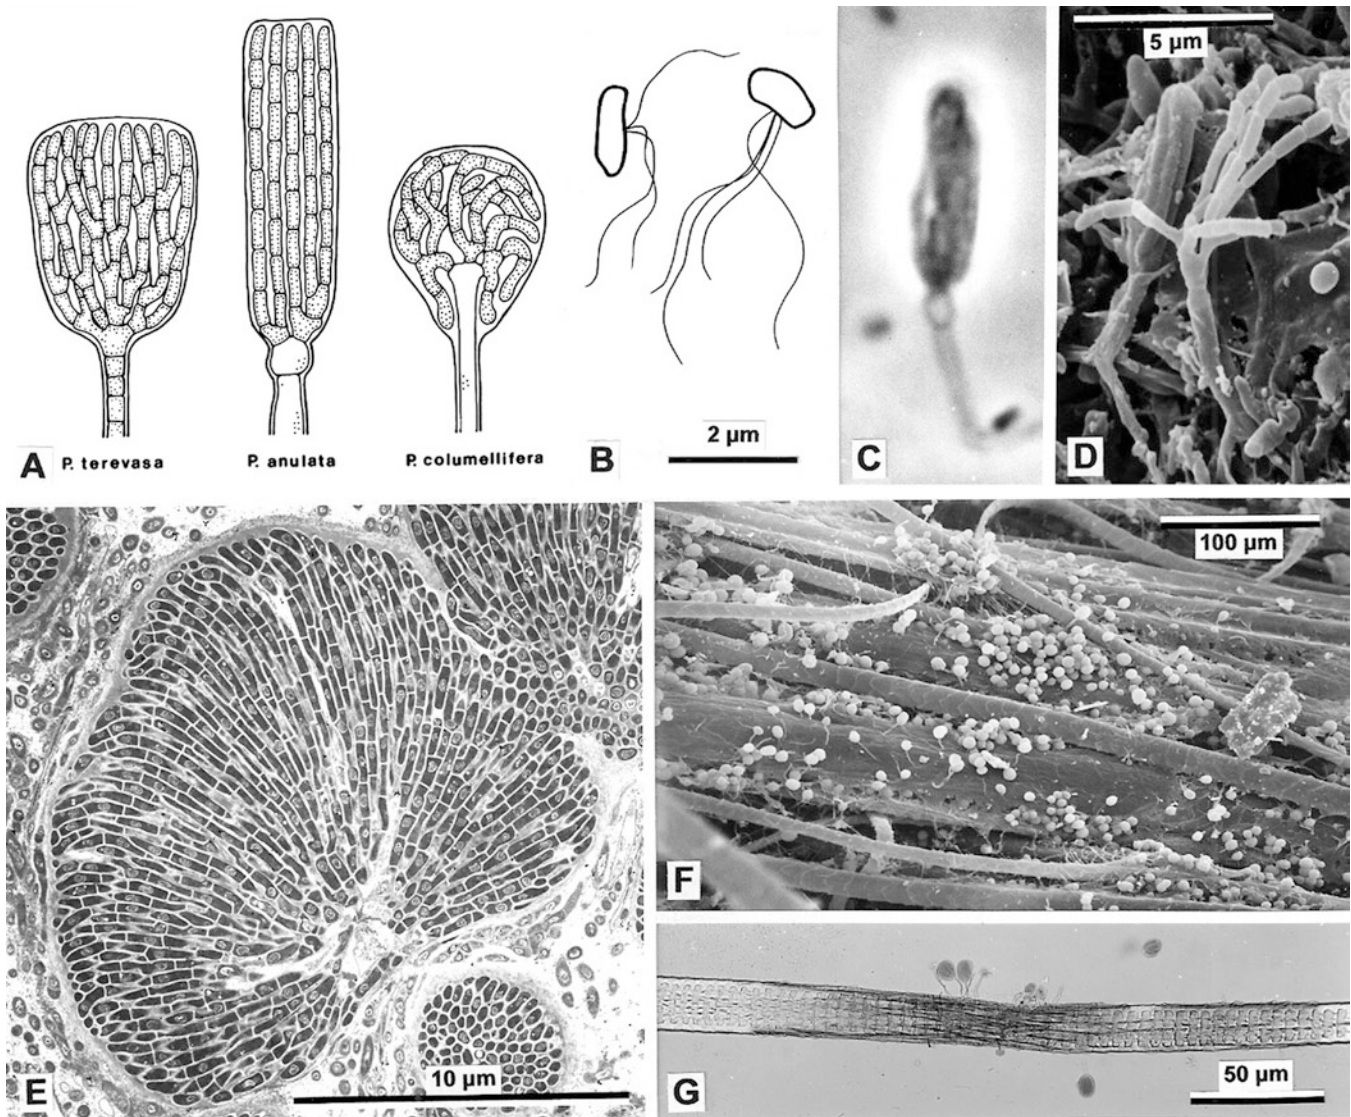 5 µm
2 µm
A
P. terevasa
P. anulata
P. columellifera
B
C
D
100 µm
F
10 µm
E
50 µm
G